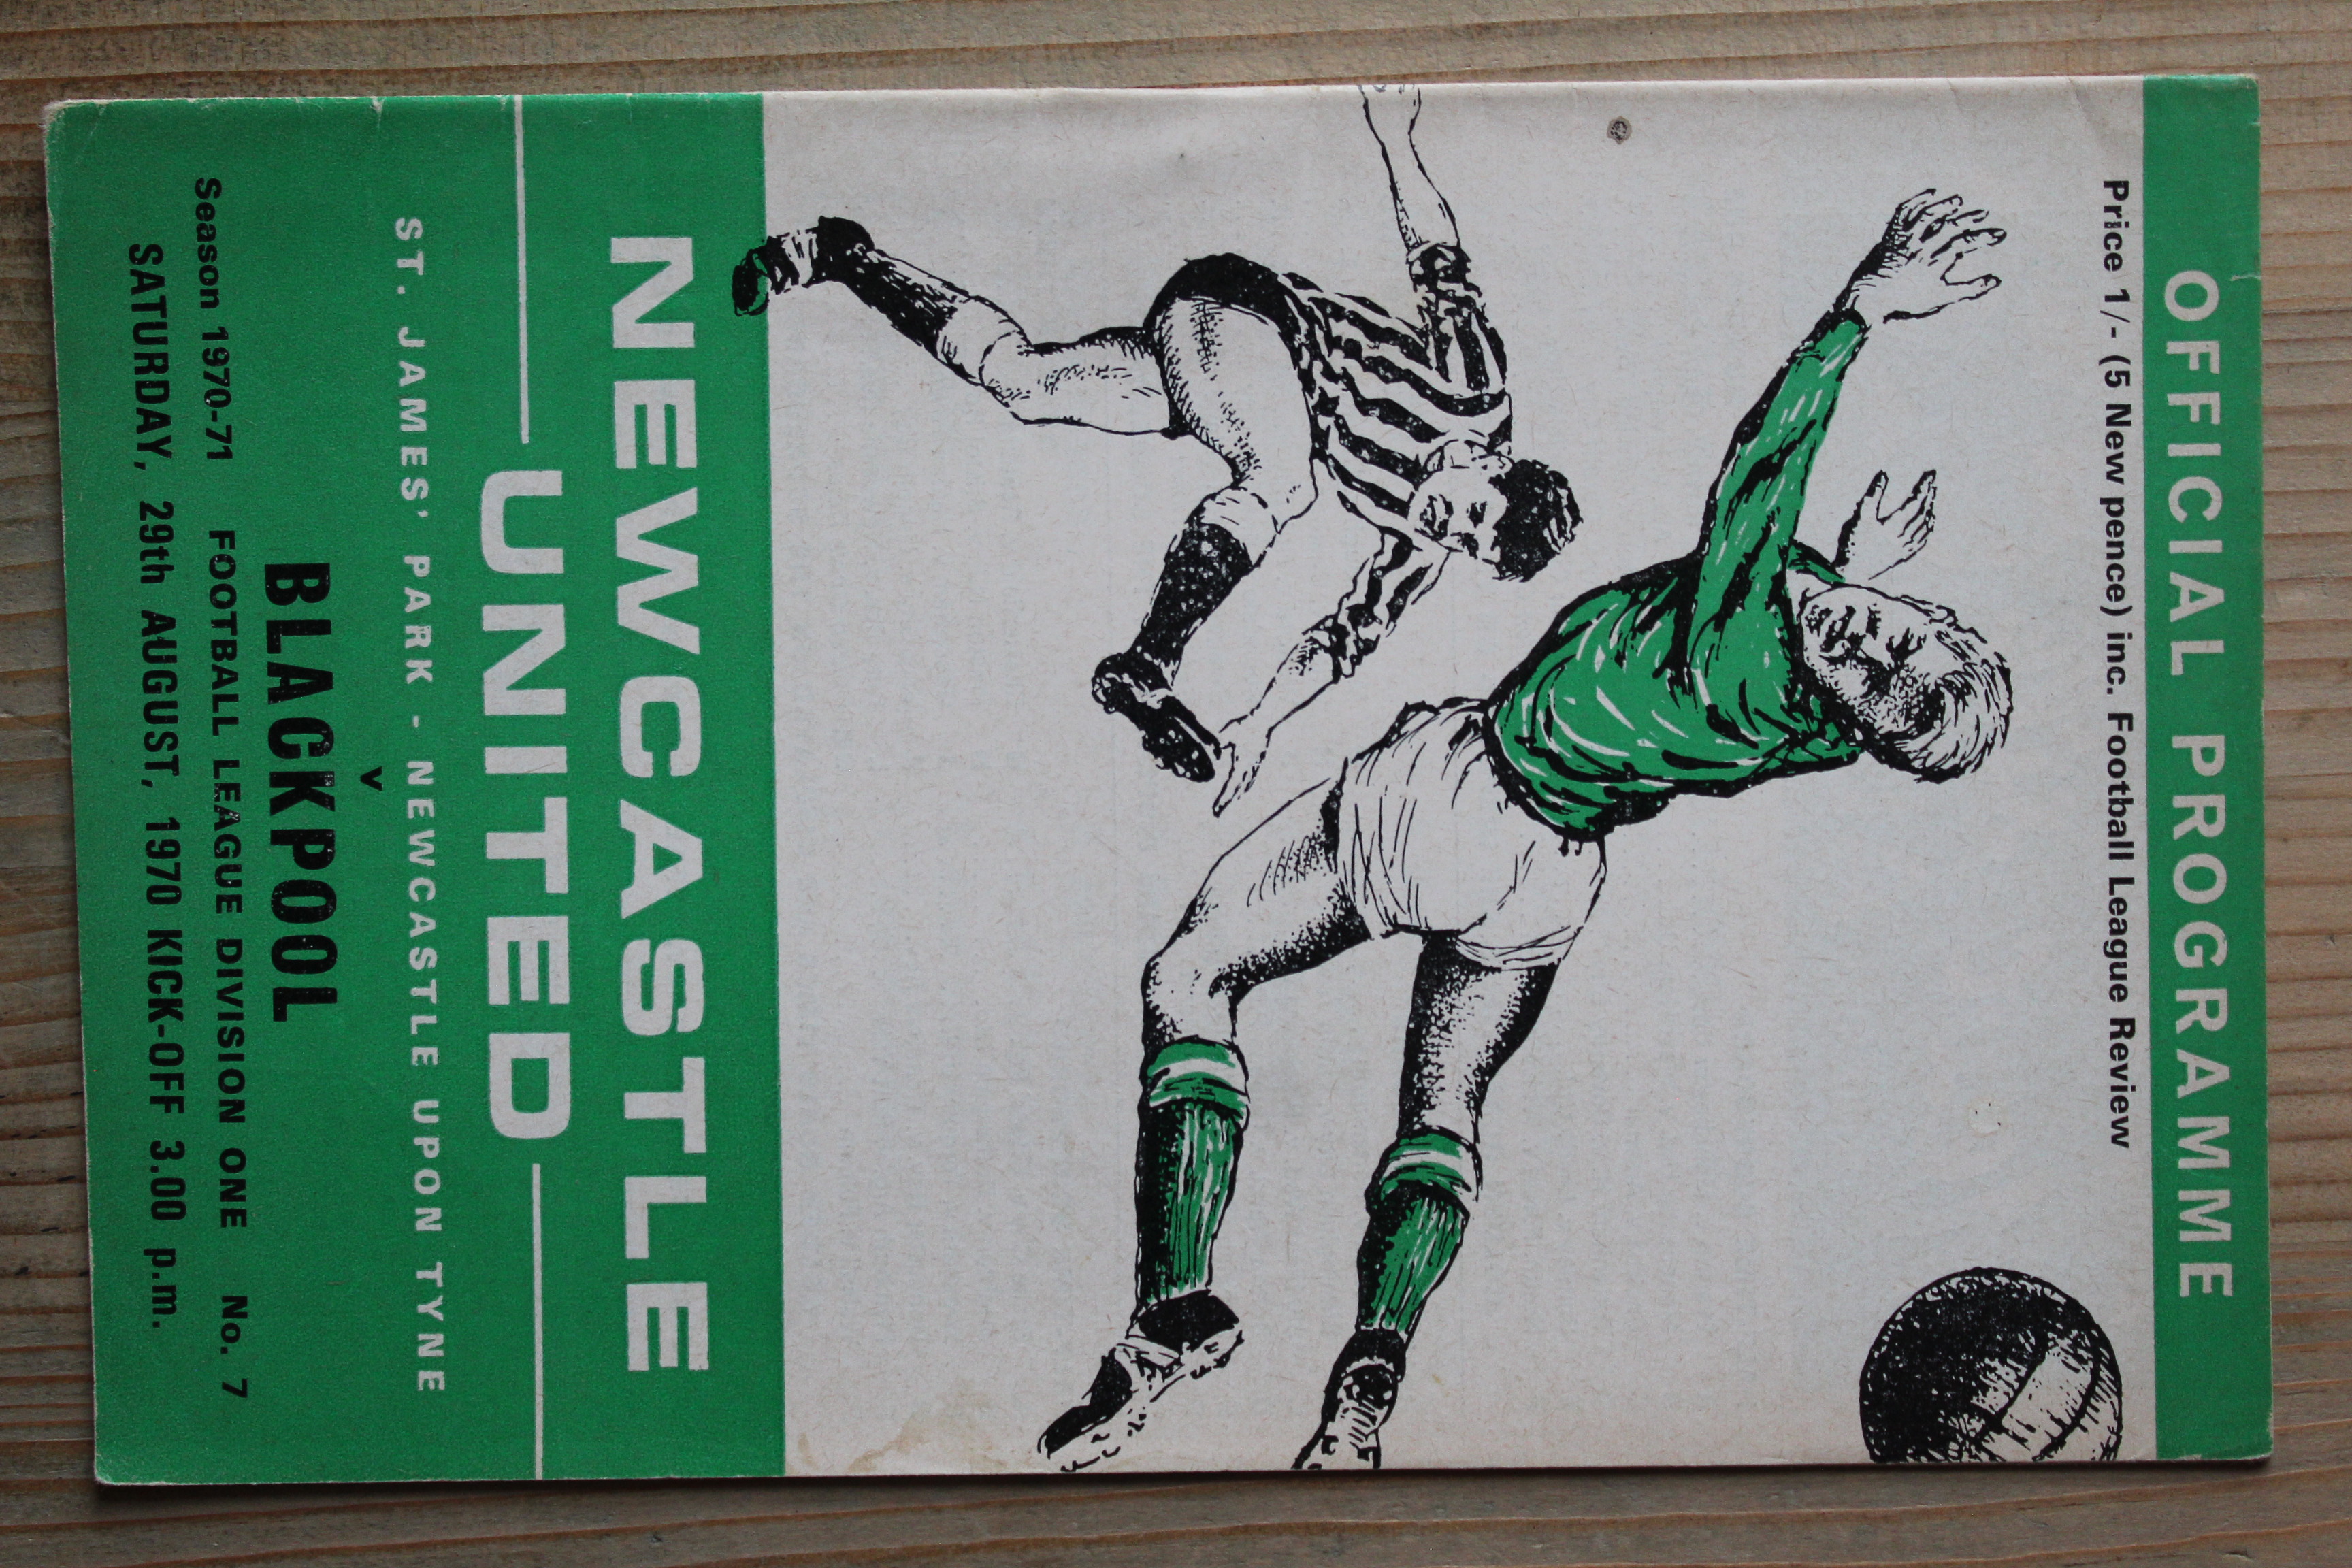 OFFICIAL PROGRAMME
Price 1/- (5 New pence) inc. Football League Review
NEWCASTLE
UNITED
ST. JAMES' PARK - NEWCASTLE UPON TYNE
v
BLACKPOOL
Season 1970-71 FOOTBALL LEAGUE DIVISION ONE No. 7
SATURDAY, 29th AUGUST, 1970 KICK-OFF 3.00 p.m.